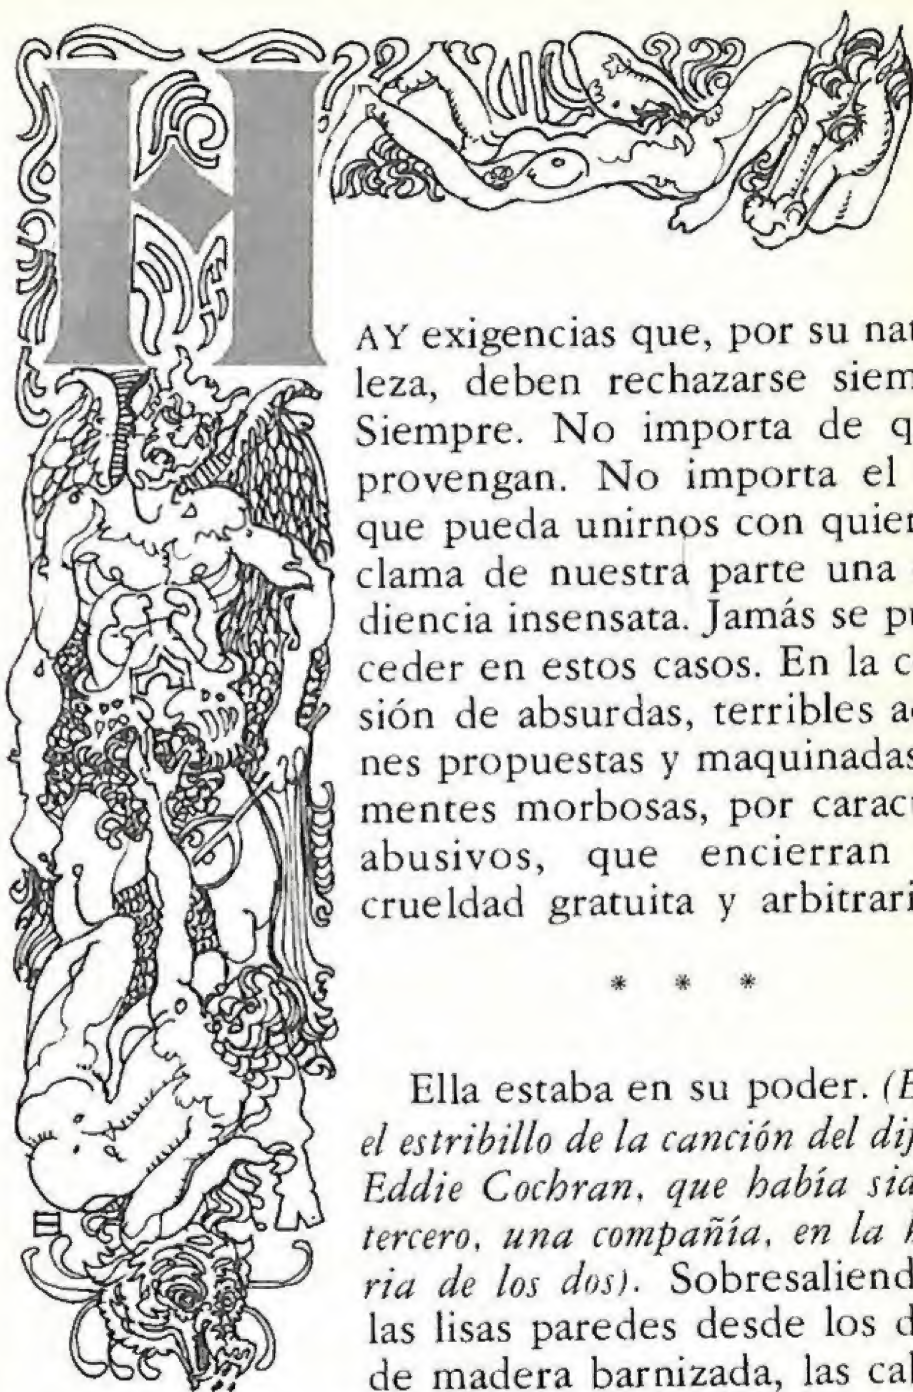 HAY exigencias que, por su natu
leza, deben rechazarse siem
Siempre. No importa de q
provengan. No importa el
que pueda unirnos con quien
clama de nuestra parte una
diencia insensata. Jamás se pu
ceder en estos casos. En la c
sión de absurdas, terribles ac
nes propuestas y maquinadas
mentes morbosas, por caract
abusivos, que encierran
crueldad gratuita y arbitrari
* * *
Ella estaba en su poder. (E
el estribillo de la canción del dif
Eddie Cochran, que había sid
tercero, una compañía, en la h
ria de los dos). Sobresaliend
las lisas paredes desde los d
de madera barnizada, las cab